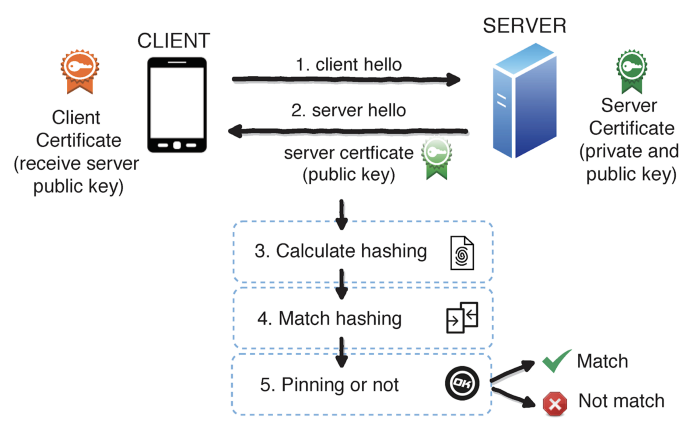 CLIENT
SERVER
1. client hello
2. server hello
server certficate
(public key)
Client
Certificate
(receive server
public key)
Server
Certificate
(private and
public key)
3. Calculate hashing
4. Match hashing
5. Pinning or not
OK
Match
Not match